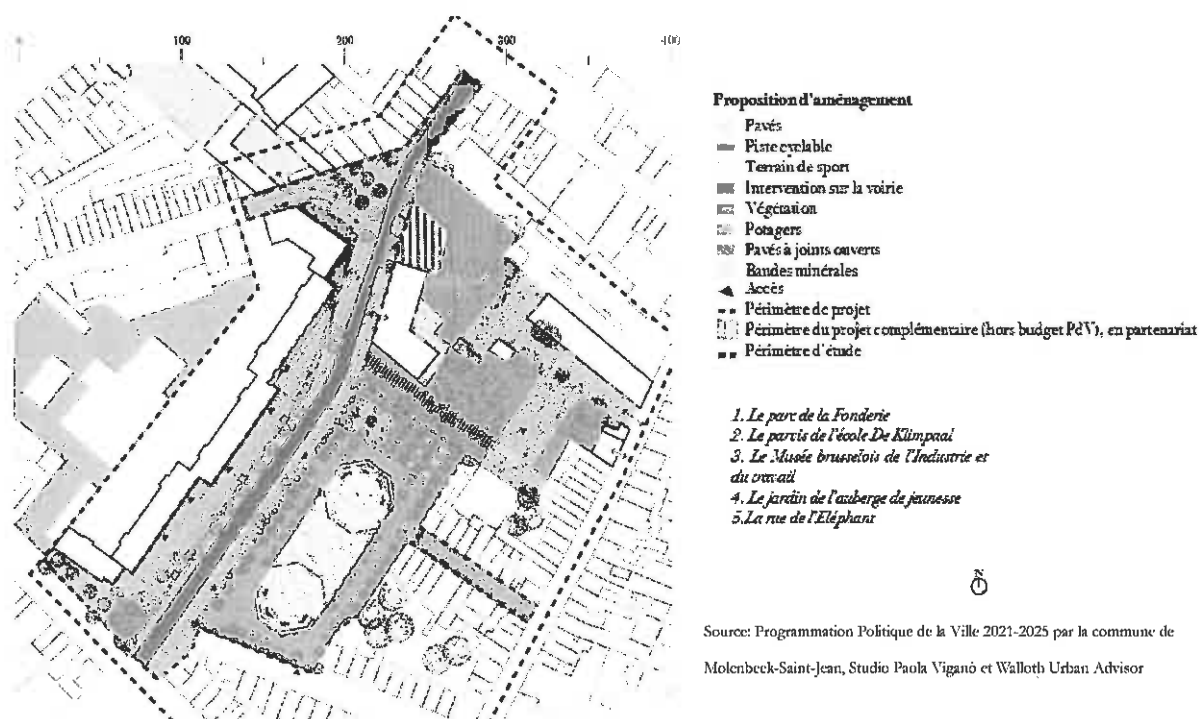 100 200 300 400
Proposition d'aménagement
Pavés
Piste cyclable
Terrain de sport
Intervention sur la voirie
Végétation
Potagers
Pavés à joints ouverts
Bandes minérales
Accès
Périmètre de projet
Périmètre du projet complémentaire (hors budget PdV), en partenariat
Périmètre d'étude
1. Le parc de la Fonderie
2. Le parvis de l'école De Klimpaal
3. Le Musée brusselois de l'Industrie et
du travail
4. Le jardin de l'auberge de jeunesse
5. La rue de l'Eléphant
N
Source: Programmation Politique de la Ville 2021-2025 par la commune de
Molenbeek-Saint-Jean, Studio Paola Viganò et Walloth Urban Advisor